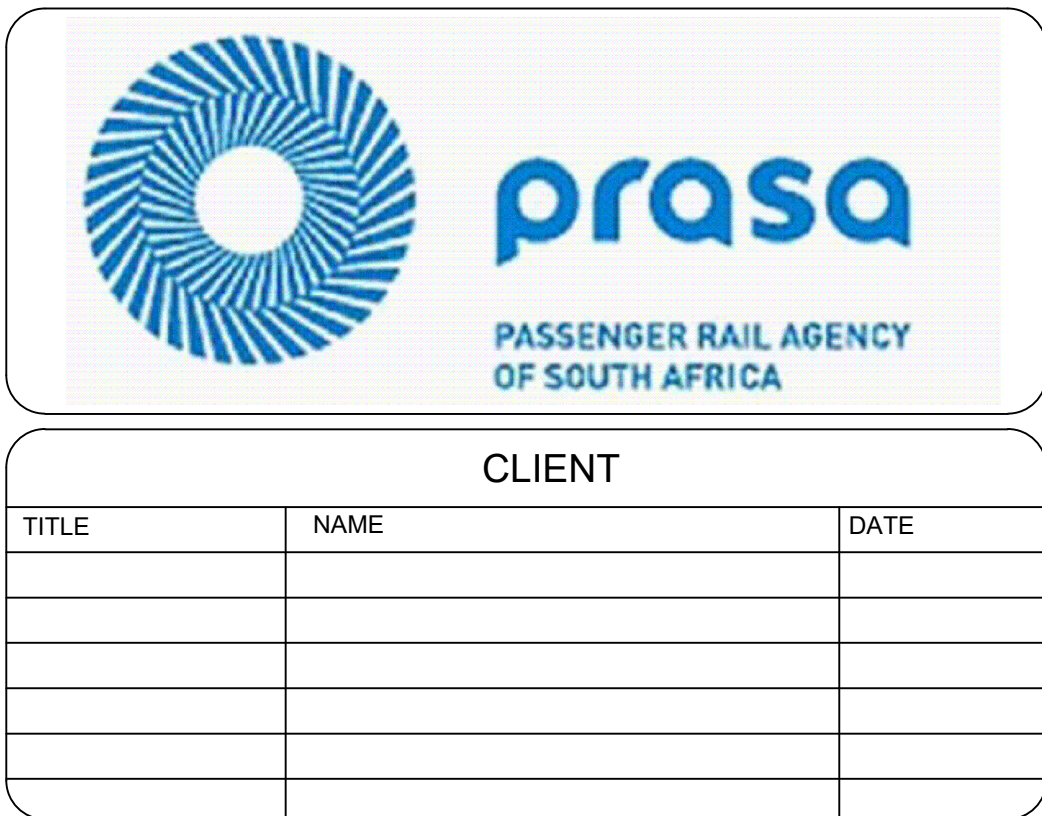 prasa
PASSENGER RAIL AGENCY
OF SOUTH AFRICA
CLIENT
TITLE NAME DATE